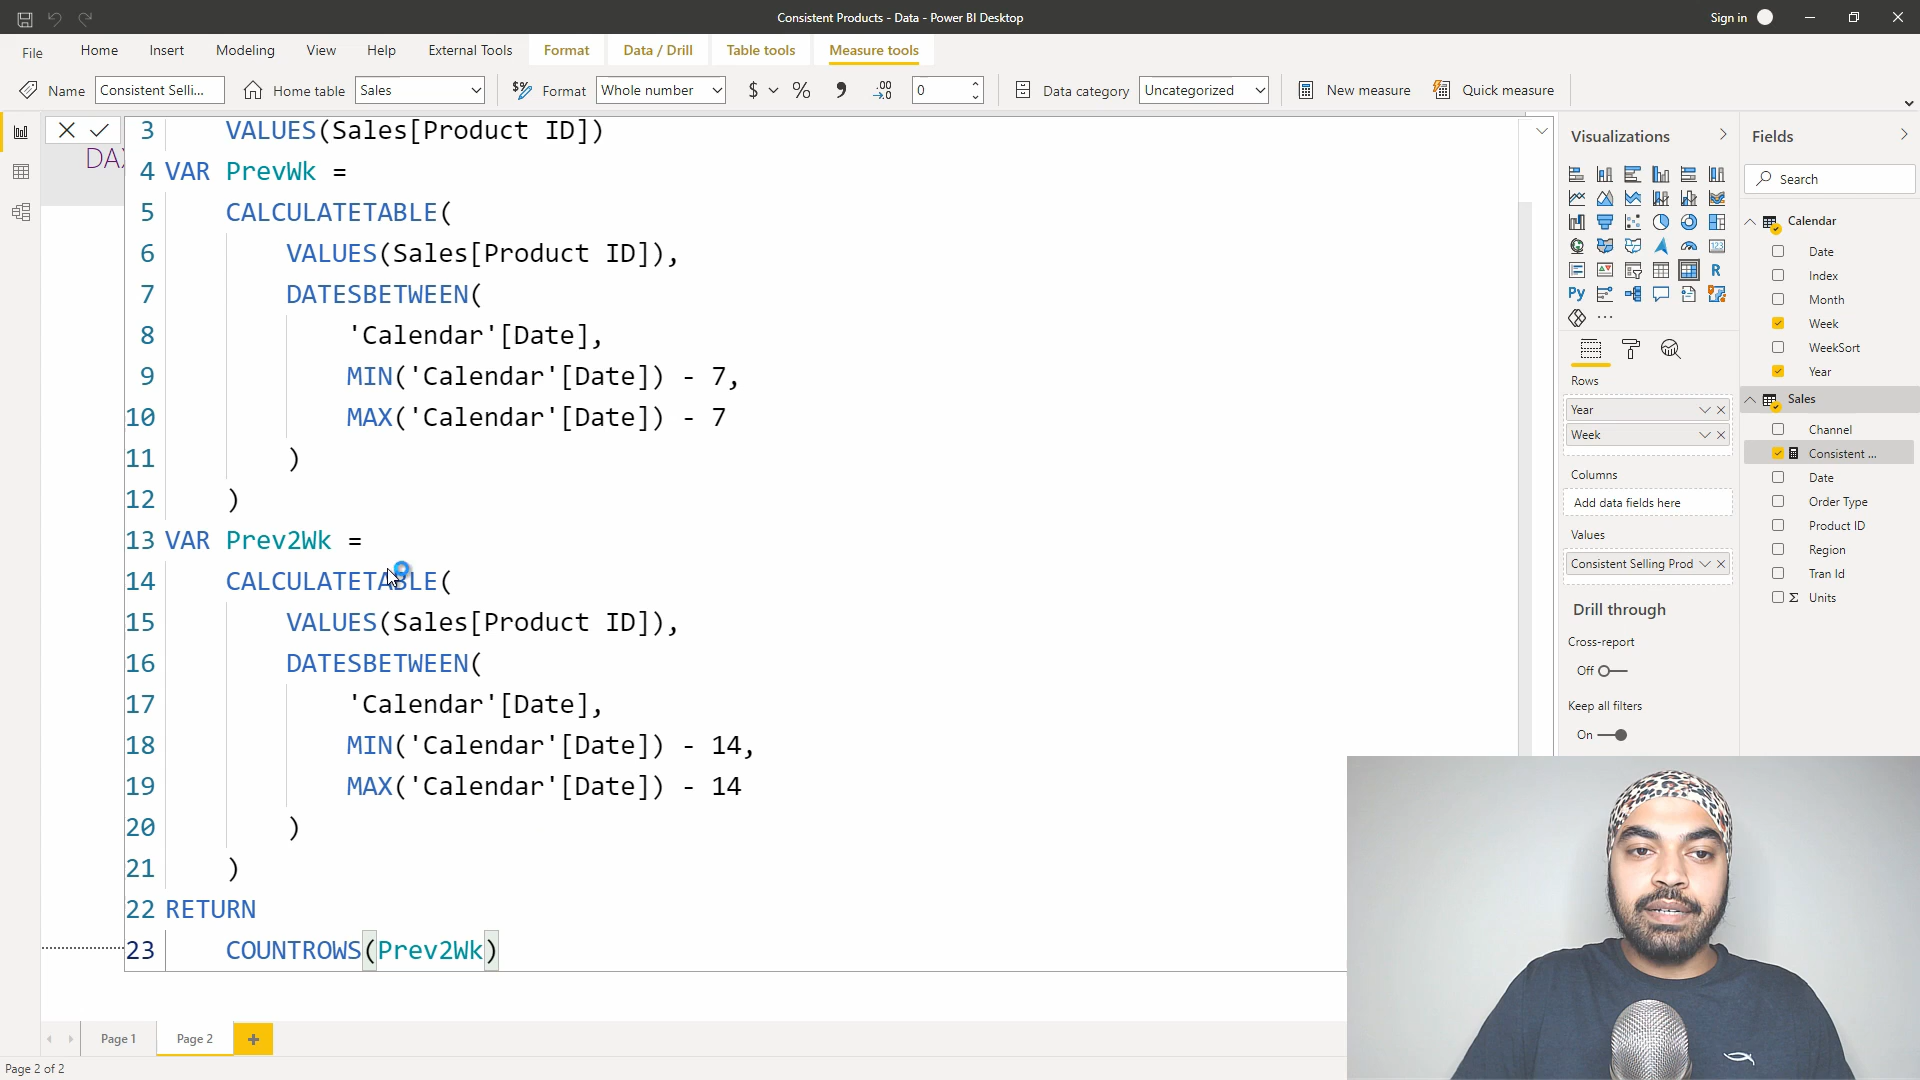 Consistent Products - Data - Power BI Desktop
Sign in
File Home Insert Modeling View Help External Tools Format Data / Drill Table tools Measure tools
Name Consistent Selli... Home table Sales Format Whole number $ % , .00 0 Data category Uncategorized New measure Quick measure
DAX
3 VALUES(Sales[Product ID])
4 VAR PrevWk =
5 CALCULATETABLE(
6 VALUES(Sales[Product ID]),
7 DATESBETWEEN(
8 'Calendar'[Date],
9 MIN('Calendar'[Date]) - 7,
10 MAX('Calendar'[Date]) - 7
11 )
12 )
13 VAR Prev2Wk =
14 CALCULATETABLE(
15 VALUES(Sales[Product ID]),
16 DATESBETWEEN(
17 'Calendar'[Date],
18 MIN('Calendar'[Date]) - 14,
19 MAX('Calendar'[Date]) - 14
20 )
21 )
22 RETURN
23 COUNTROWS(Prev2Wk)
Visualizations
123
R
Py
...
Rows
Year
Week
Columns
Add data fields here
Values
Consistent Selling Prod
Drill through
Cross-report
Off
Keep all filters
On
Fields
Search
Calendar
Date
Index
Month
Week
WeekSort
Year
Sales
Channel
Consistent ...
Date
Order Type
Product ID
Region
Tran Id
Σ Units
Page 1 Page 2 +
Page 2 of 2